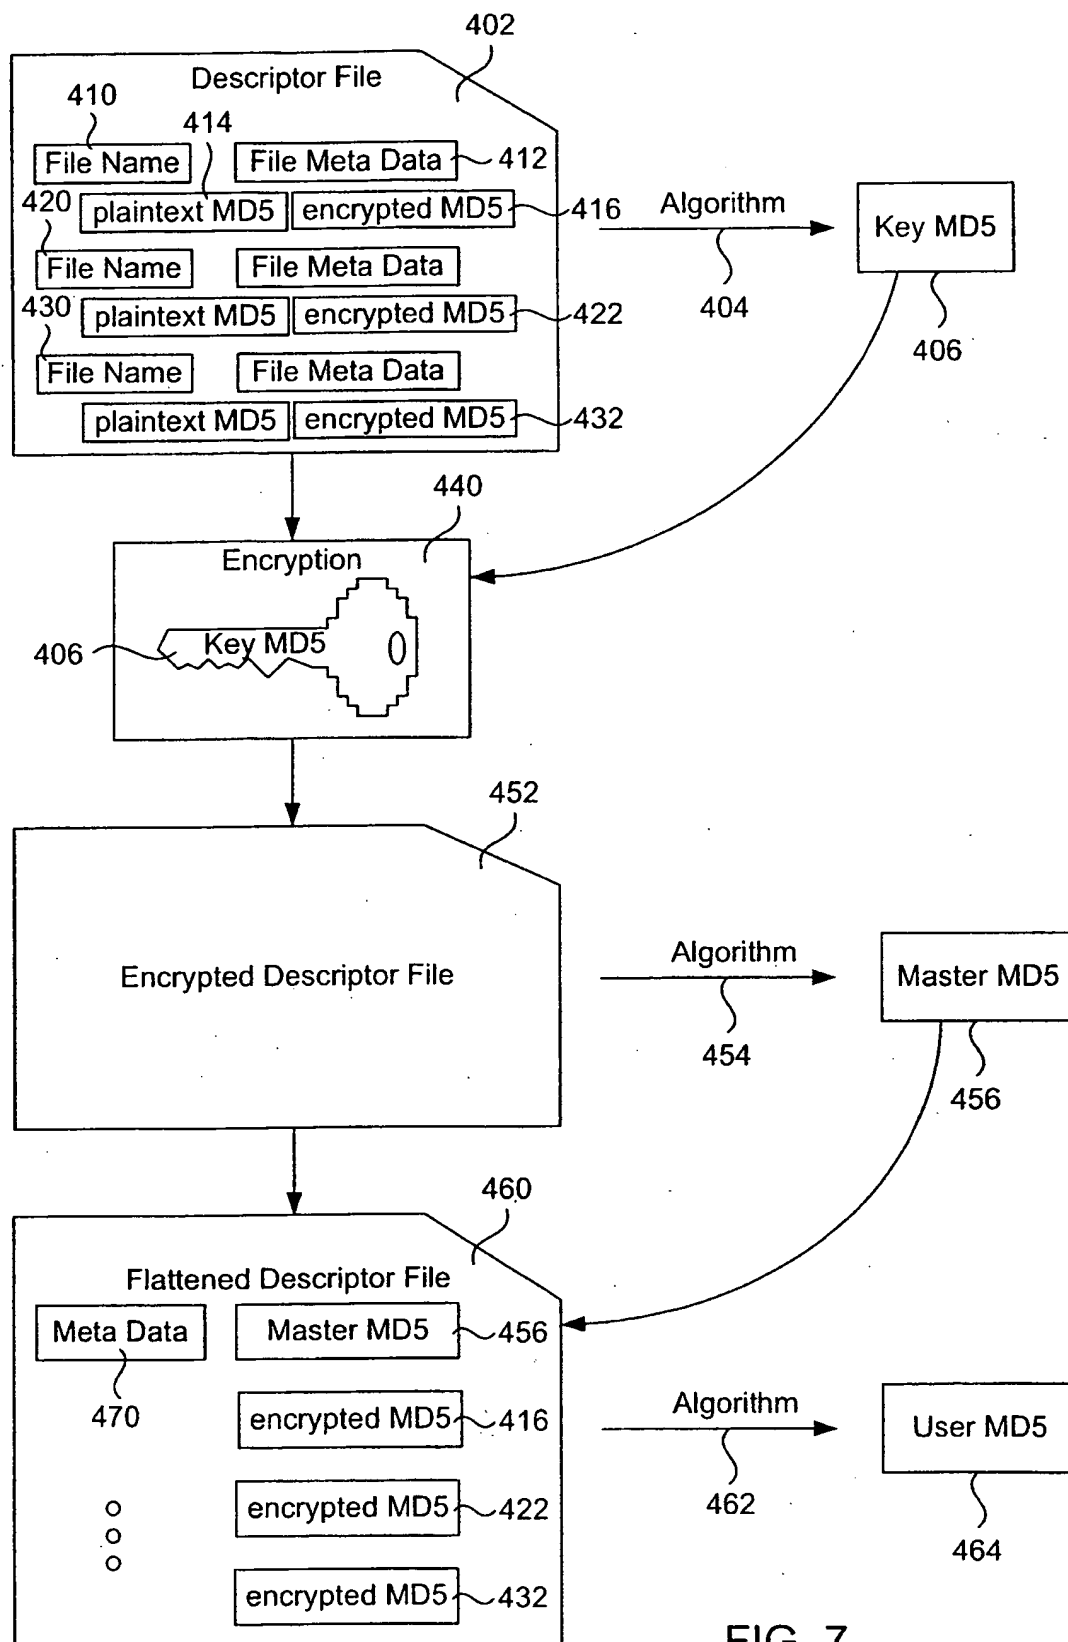 402
Descriptor File
410
414
File Name
File Meta Data
412
420
plaintext MD5
encrypted MD5
416
Algorithm
Key MD5
File Name
File Meta Data
404
430
plaintext MD5
encrypted MD5
422
406
File Name
File Meta Data
plaintext MD5
encrypted MD5
432
440
Encryption
Key MD5
406
452
Encrypted Descriptor File
Algorithm
Master MD5
454
456
460
Flattened Descriptor File
Meta Data
Master MD5
456
470
encrypted MD5
416
Algorithm
User MD5
encrypted MD5
422
462
464
encrypted MD5
432
FIG. 7